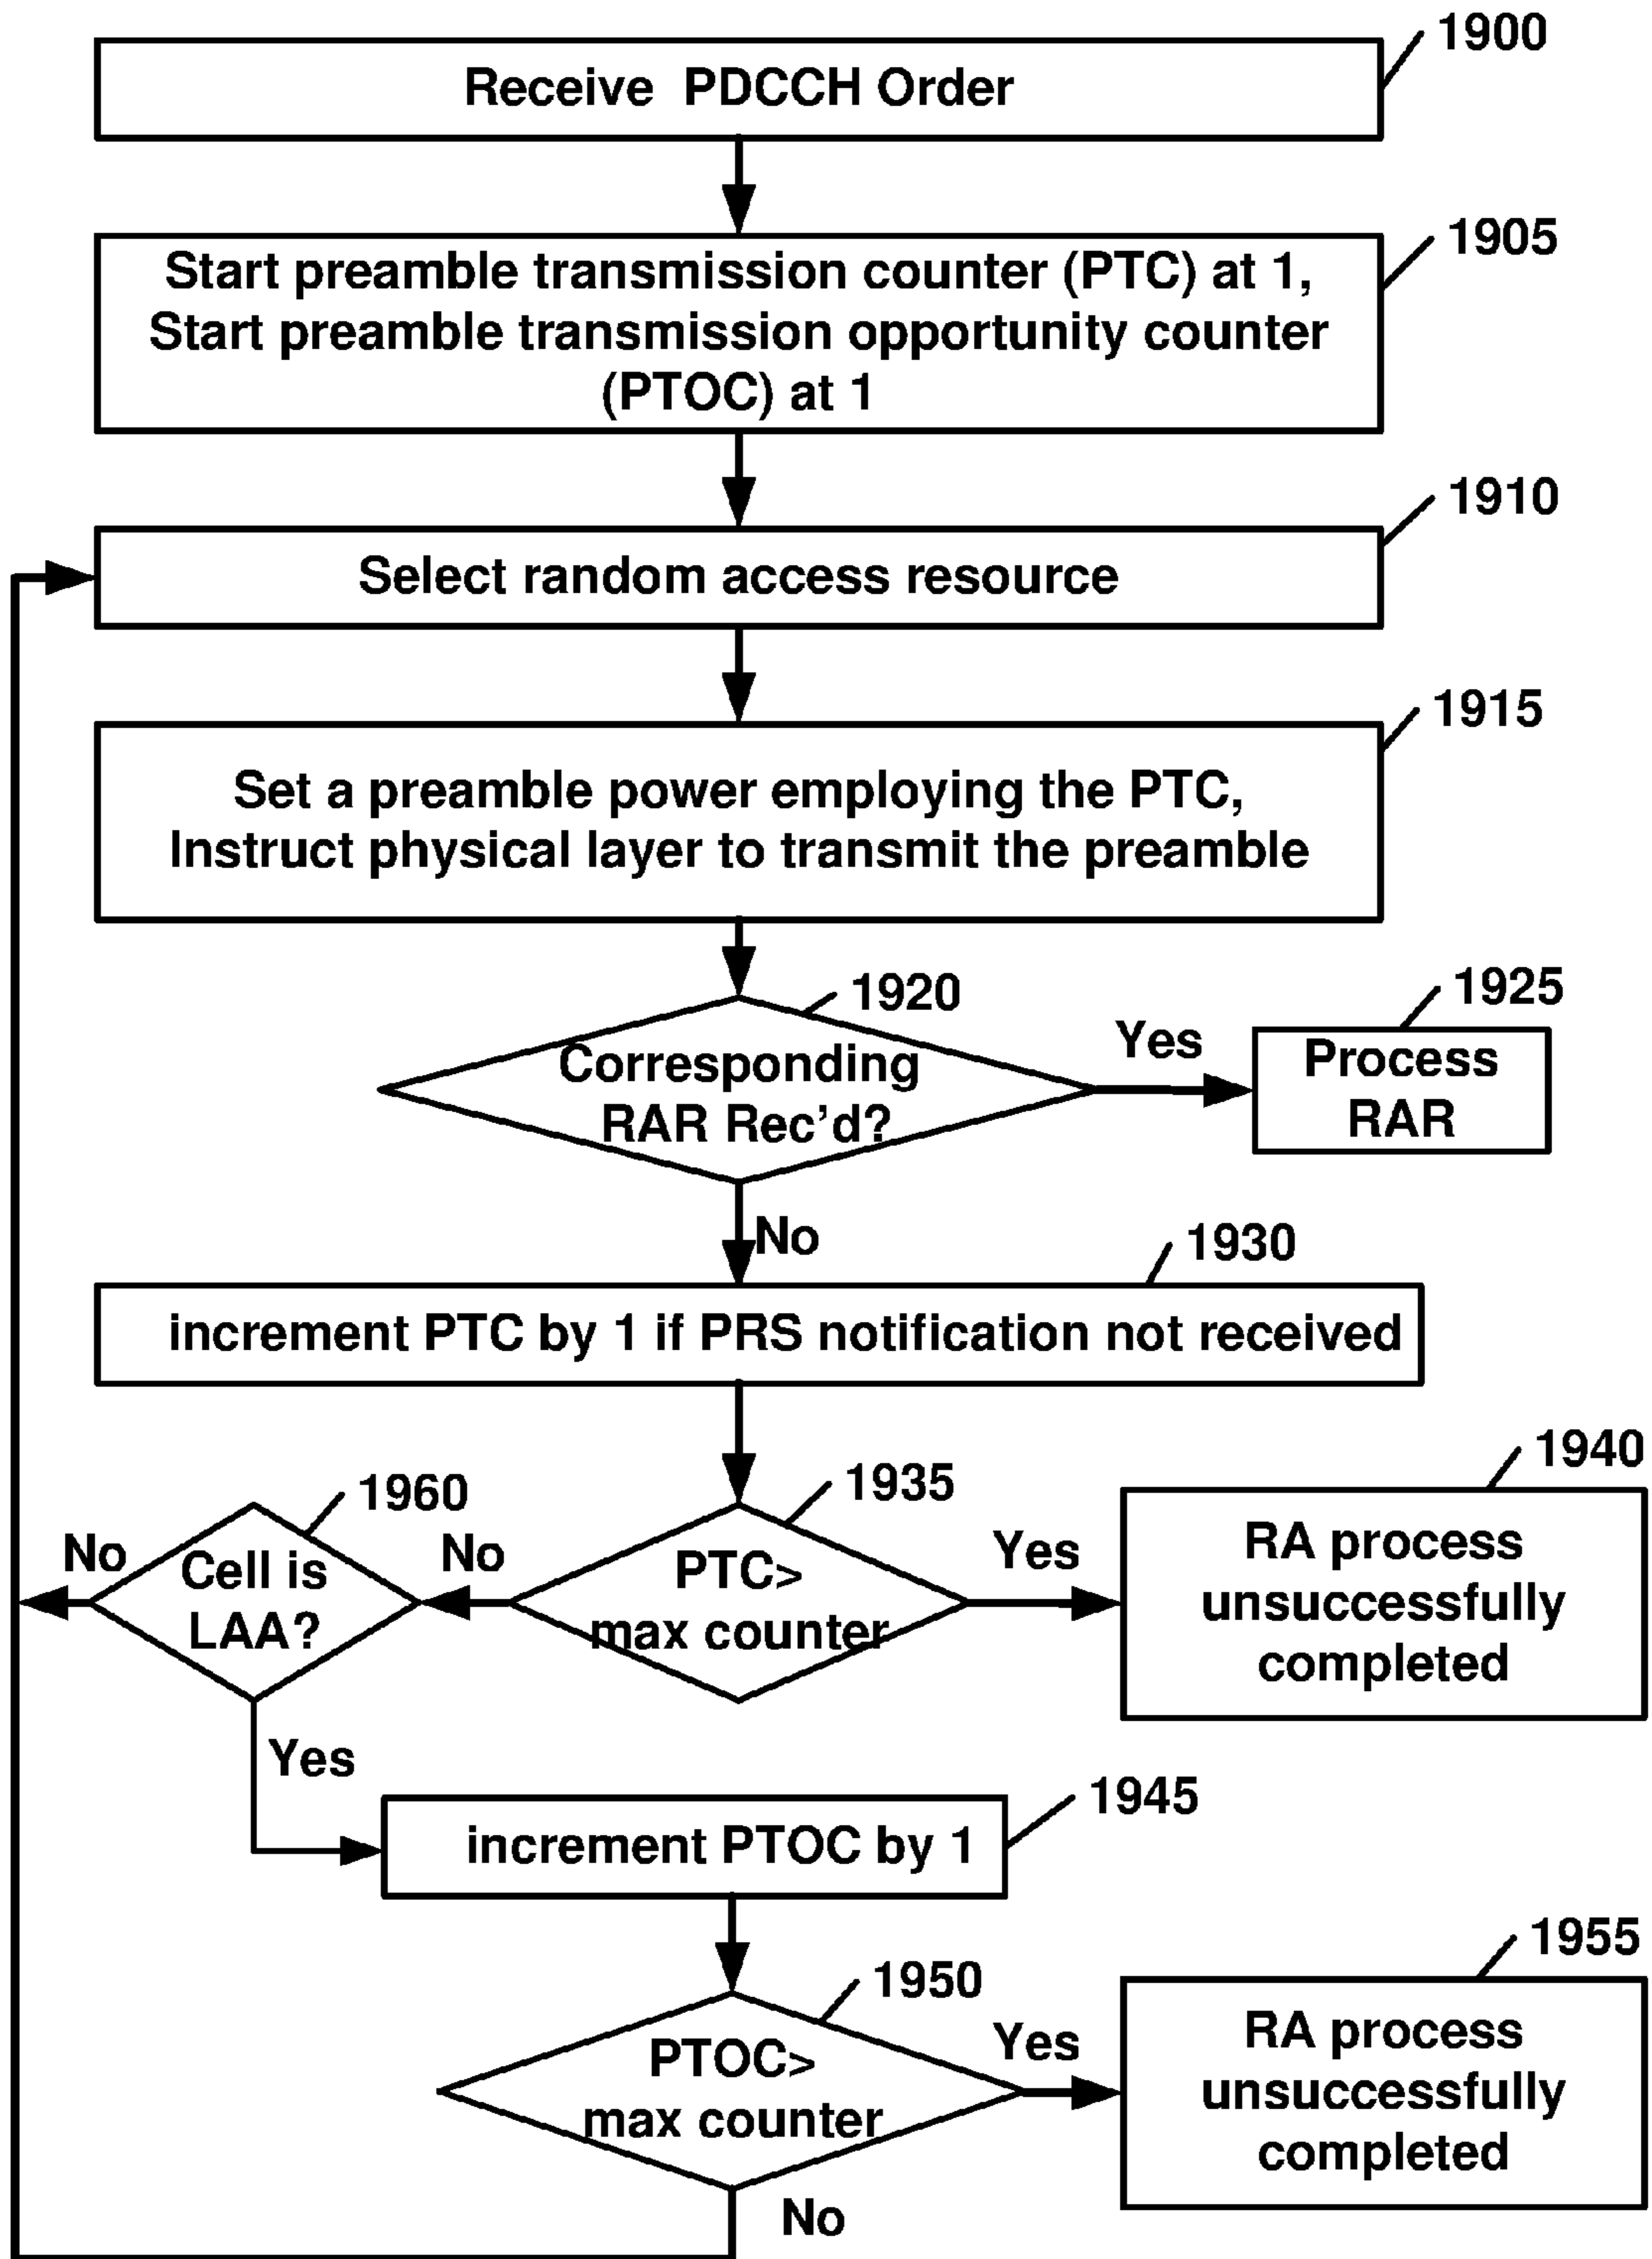 1900
Receive PDCCH Order
1905
Start preamble transmission counter (PTC) at 1,
Start preamble transmission opportunity counter
(PTOC) at 1
1910
Select random access resource
1915
Set a preamble power employing the PTC,
Instruct physical layer to transmit the preamble
1920
Corresponding
RAR Rec'd?
Yes
1925
Process
RAR
No
1930
increment PTC by 1 if PRS notification not received
1935
PTC>
max counter
Yes
1940
RA process
unsuccessfully
completed
No
1960
Cell is
LAA?
No
Yes
1945
increment PTOC by 1
1950
PTOC>
max counter
Yes
1955
RA process
unsuccessfully
completed
No